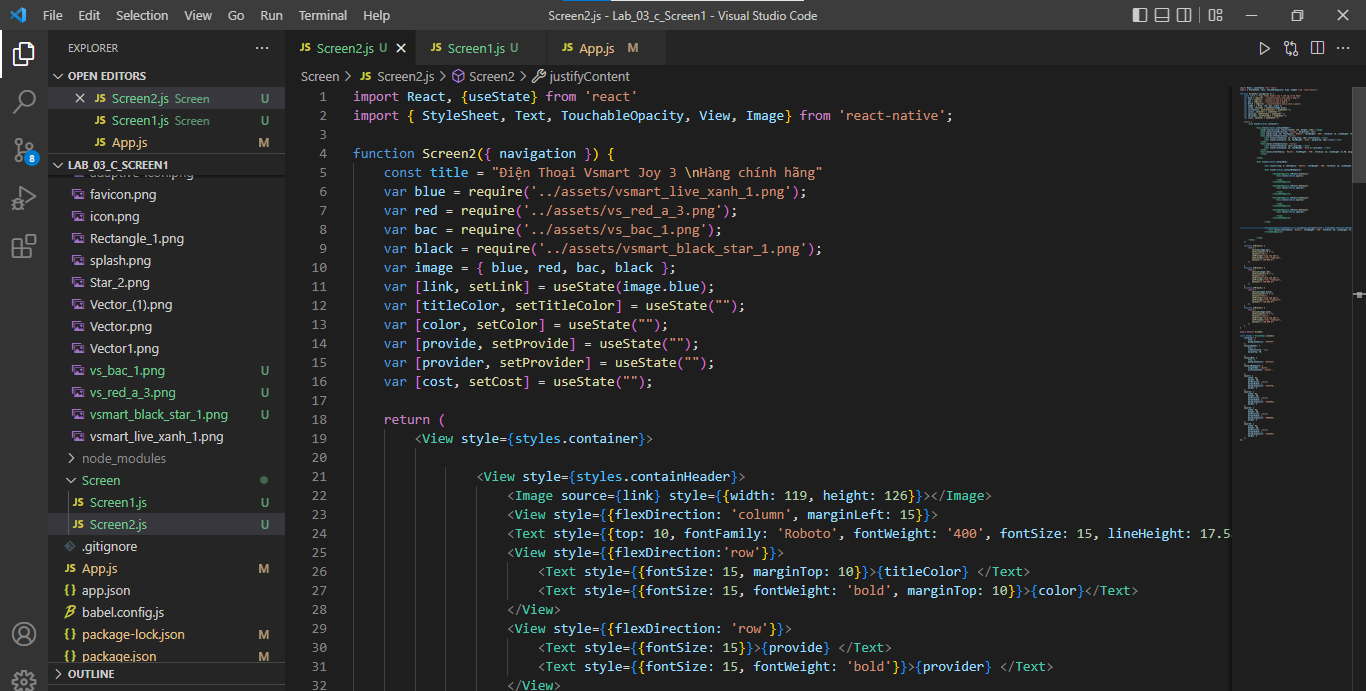 File Edit Selection View Go Run Terminal Help
Screen2.js - Lab_03_c_Screen1 - Visual Studio Code
EXPLORER
OPEN EDITORS
JS Screen2.js Screen U
JS Screen1.js Screen U
JS App.js M
LAB_03_C_SCREEN1
adaptive-icon.png
favicon.png
icon.png
Rectangle_1.png
splash.png
Star_2.png
Vector_(1).png
Vector.png
Vector1.png
vs_bac_1.png U
vs_red_a_3.png U
vsmart_black_star_1.png U
vsmart_live_xanh_1.png
node_modules
Screen
JS Screen1.js U
JS Screen2.js U
.gitignore
JS App.js M
{} app.json
babel.config.js
{} package-lock.json M
{} package.json M
OUTLINE
8
JS Screen2.js U
JS Screen1.js U
JS App.js M
Screen > JS Screen2.js > Screen2 > justifyContent
1 import React, {useState} from 'react'
2 import { StyleSheet, Text, TouchableOpacity, View, Image} from 'react-native';
3
4 function Screen2({ navigation }) {
5 const title = "Điện Thoại Vsmart Joy 3 \nHàng chính hãng"
6 var blue = require('../assets/vsmart_live_xanh_1.png');
7 var red = require('../assets/vs_red_a_3.png');
8 var bac = require('../assets/vs_bac_1.png');
9 var black = require('../assets/vsmart_black_star_1.png');
10 var image = { blue, red, bac, black };
11 var [link, setLink] = useState(image.blue);
12 var [titleColor, setTitleColor] = useState("");
13 var [color, setColor] = useState("");
14 var [provide, setProvide] = useState("");
15 var [provider, setProvider] = useState("");
16 var [cost, setCost] = useState("");
17
18 return (
19 <View style={styles.container}>
20
21 <View style={styles.containHeader}>
22 <Image source={link} style={{width: 119, height: 126}}></Image>
23 <View style={{flexDirection: 'column', marginLeft: 15}}>
24 <Text style={{top: 10, fontFamily: 'Roboto', fontWeight: '400', fontSize: 15, lineHeight: 17.5
25 <View style={{flexDirection:'row'}}>
26 <Text style={{fontSize: 15, marginTop: 10}}>{titleColor} </Text>
27 <Text style={{fontSize: 15, fontWeight: 'bold', marginTop: 10}}>{color}</Text>
28 </View>
29 <View style={{flexDirection: 'row'}}>
30 <Text style={{fontSize: 15}}>{provide} </Text>
31 <Text style={{fontSize: 15, fontWeight: 'bold'}}>{provider} </Text>
32 </View>